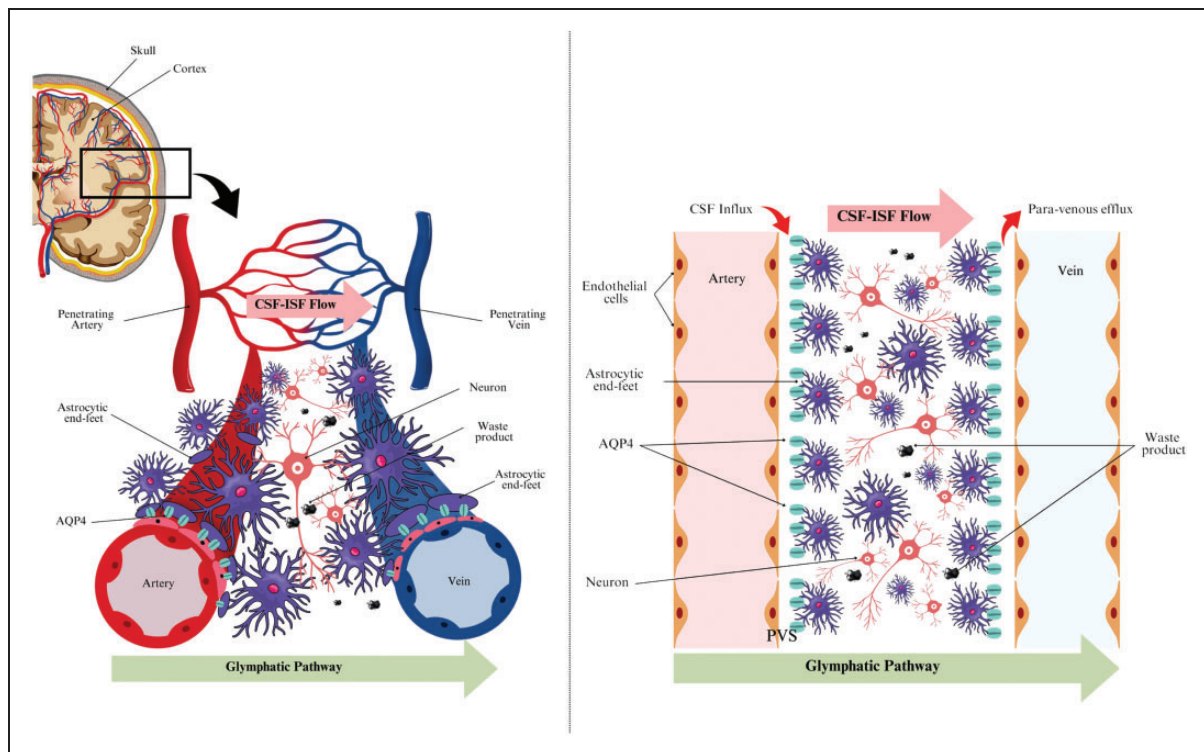 Skull
Cortex
CSF-ISF Flow
Penetrating
Artery
Penetrating
Vein
Neuron
Astrocytic
end-feet
Waste
product
Astrocytic
end-feet
AQP4
Artery
Vein
Glymphatic Pathway
CSF Influx
CSF-ISF Flow
Para-venous efflux
Endothelial
cells
Artery
Vein
Astrocytic
end-feet
AQP4
Waste
product
Neuron
PVS
Glymphatic Pathway